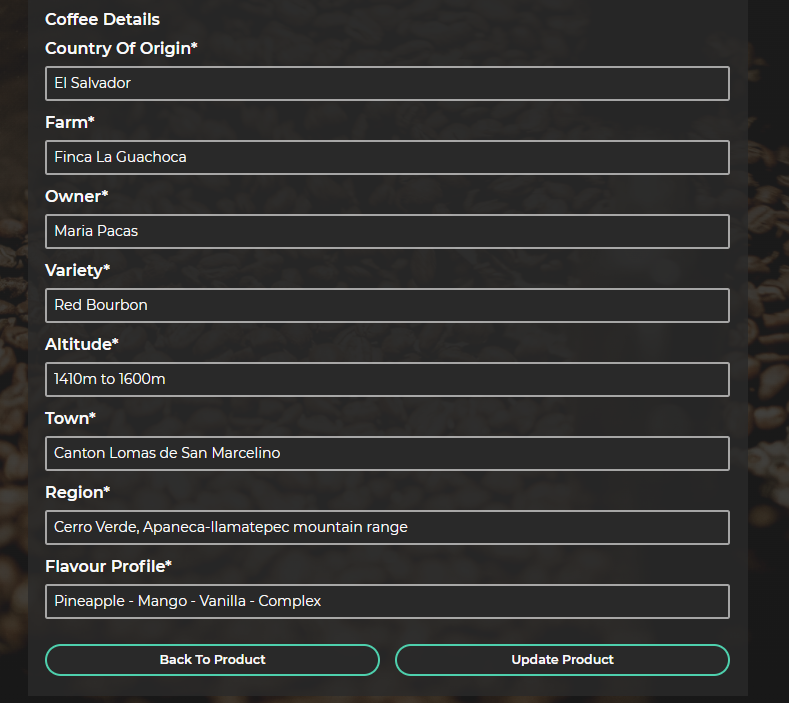 Coffee Details
Country Of Origin*
El Salvador
Farm*
Finca La Guachoca
Owner*
Maria Pacas
Variety*
Red Bourbon
Altitude*
1410m to 1600m
Town*
Canton Lomas de San Marcelino
Region*
Cerro Verde, Apaneca-llamatepec mountain range
Flavour Profile*
Pineapple - Mango - Vanilla - Complex
Back To Product
Update Product